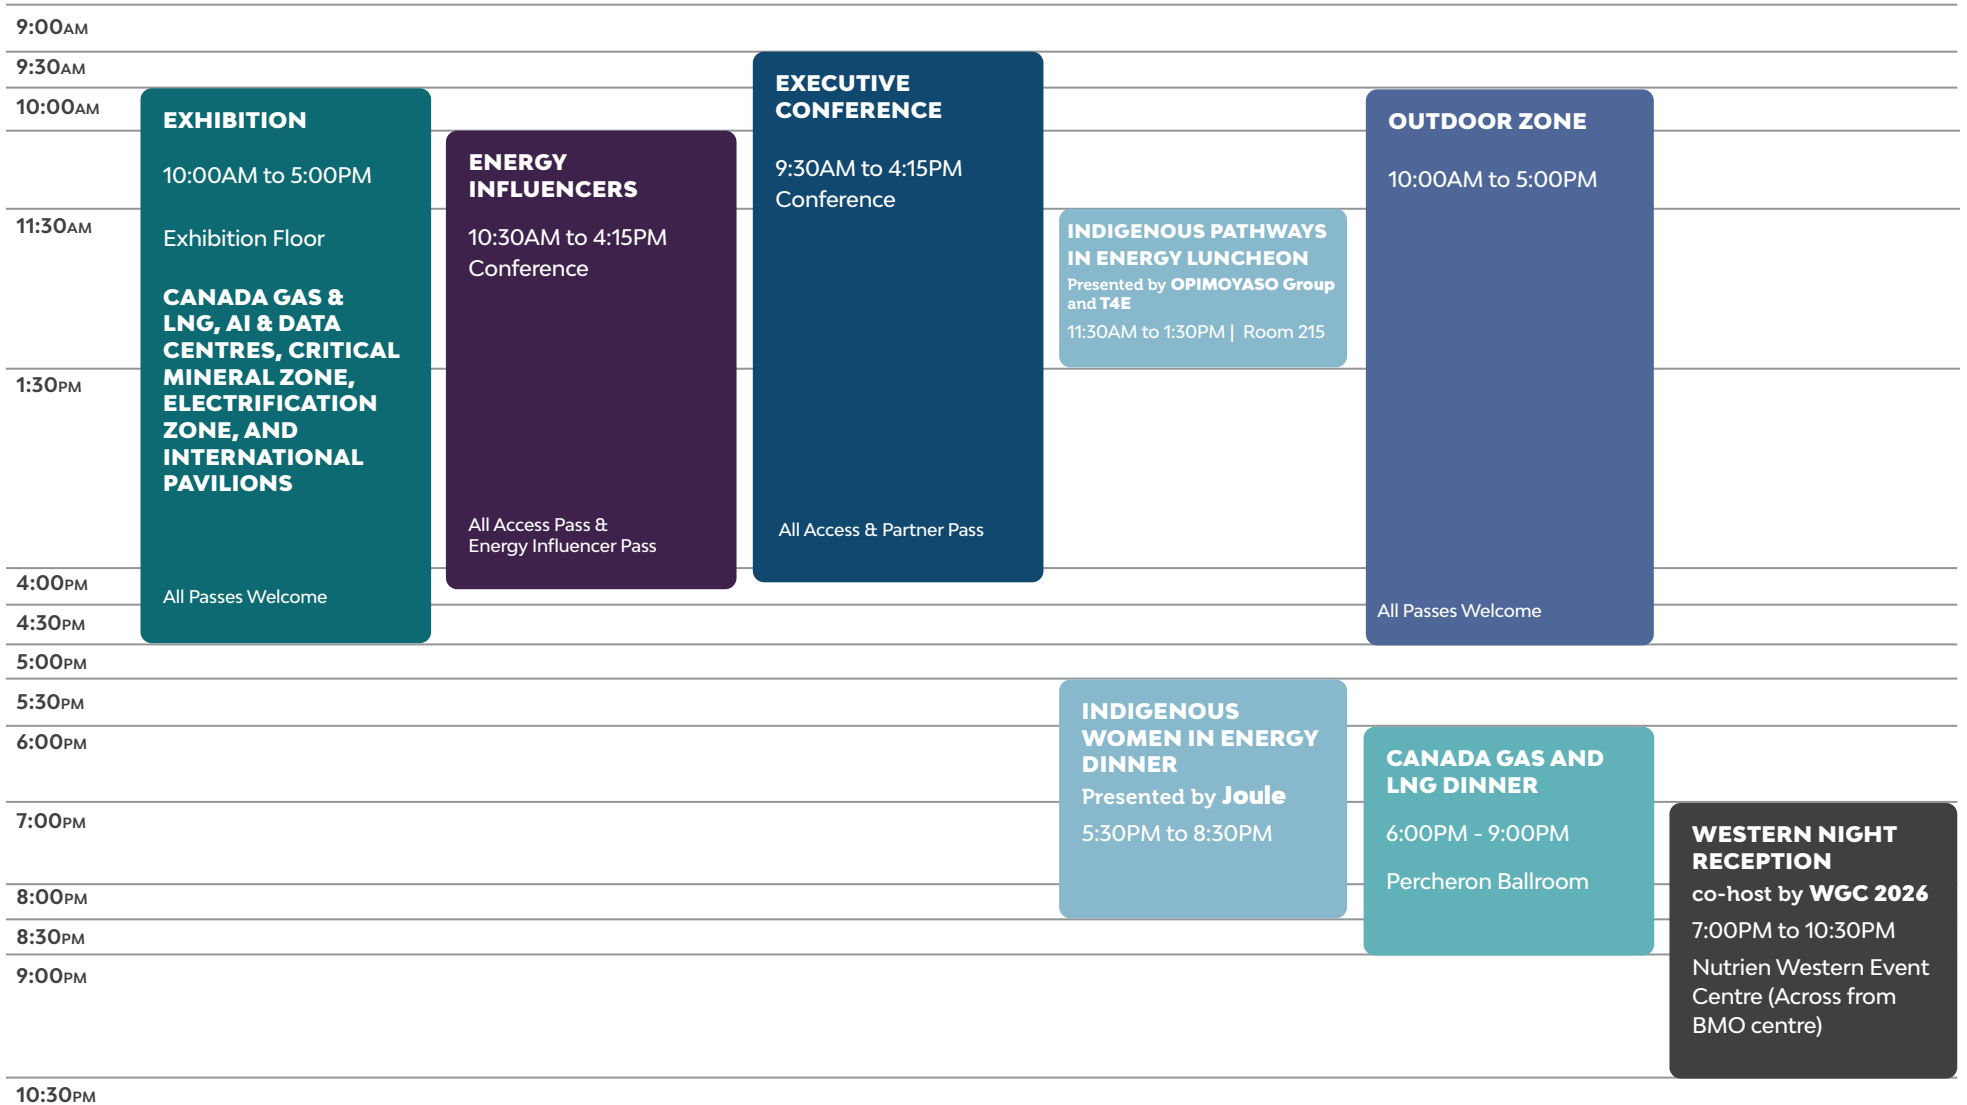 9:00AM
9:30AM
10:00AM
11:30AM
1:30PM
4:00PM
4:30PM
5:00PM
5:30PM
6:00PM
7:00PM
8:00PM
8:30PM
9:00PM
10:30PM
EXHIBITION
10:00AM to 5:00PM
Exhibition Floor
CANADA GAS &
LNG, AI & DATA
CENTRES, CRITICAL
MINERAL ZONE,
ELECTRIFICATION
ZONE, AND
INTERNATIONAL
PAVILIONS
All Passes Welcome
ENERGY
INFLUENCERS
10:30AM to 4:15PM
Conference
All Access Pass &
Energy Influencer Pass
EXECUTIVE
CONFERENCE
9:30AM to 4:15PM
Conference
All Access & Partner Pass
INDIGENOUS PATHWAYS
IN ENERGY LUNCHEON
Presented by OPIMOYASO Group
and T4E
11:30AM to 1:30PM | Room 215
OUTDOOR ZONE
10:00AM to 5:00PM
All Passes Welcome
INDIGENOUS
WOMEN IN ENERGY
DINNER
Presented by Joule
5:30PM to 8:30PM
CANADA GAS AND
LNG DINNER
6:00PM - 9:00PM
Percheron Ballroom
WESTERN NIGHT
RECEPTION
co-host by WGC 2026
7:00PM to 10:30PM
Nutrien Western Event
Centre (Across from
BMO centre)